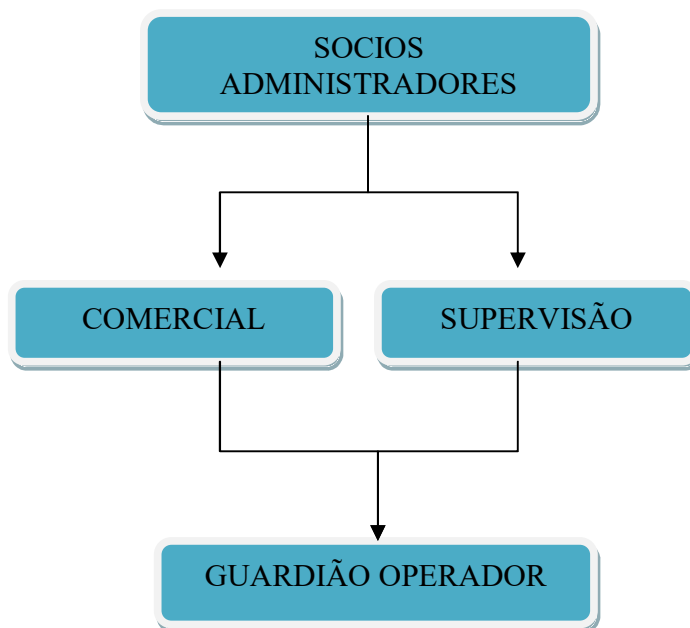 SOCIOS
ADMINISTRADORES
COMERCIAL
SUPERVISÃO
GUARDIÃO OPERADOR